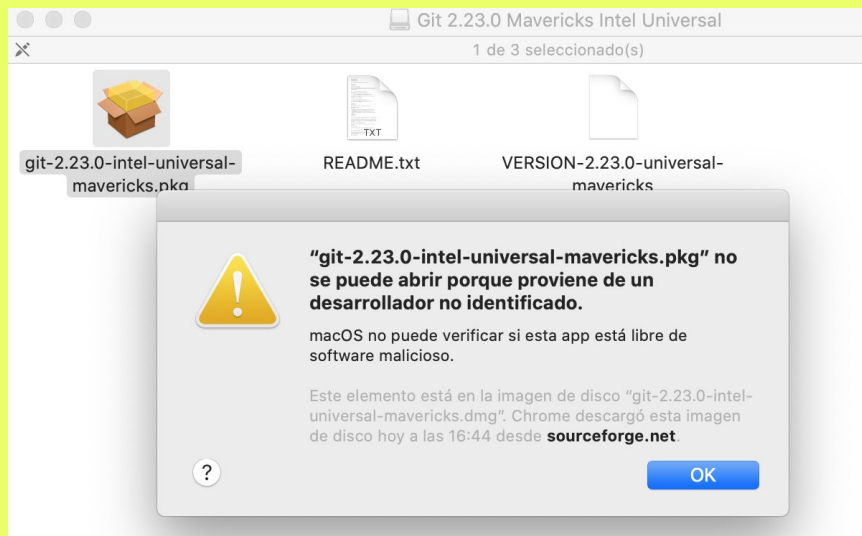 Git 2.23.0 Mavericks Intel Universal
1 de 3 seleccionado(s)
TXT
git-2.23.0-intel-universal-
mavericks.pkg
README.txt
VERSION-2.23.0-universal-
mavericks
“git-2.23.0-intel-universal-mavericks.pkg” no
se puede abrir porque proviene de un
desarrollador no identificado.
macOS no puede verificar si esta app está libre de
software malicioso.
Este elemento está en la imagen de disco “git-2.23.0-intel-
universal-mavericks.dmg”. Chrome descargó esta imagen
de disco hoy a las 16:44 desde sourceforge.net.
?
OK